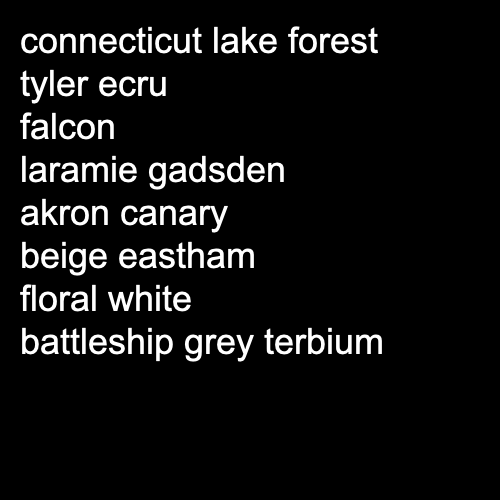 connecticut lake forest
tyler ecru
falcon
laramie gadsden
akron canary
beige eastham
floral white
battleship grey terbium